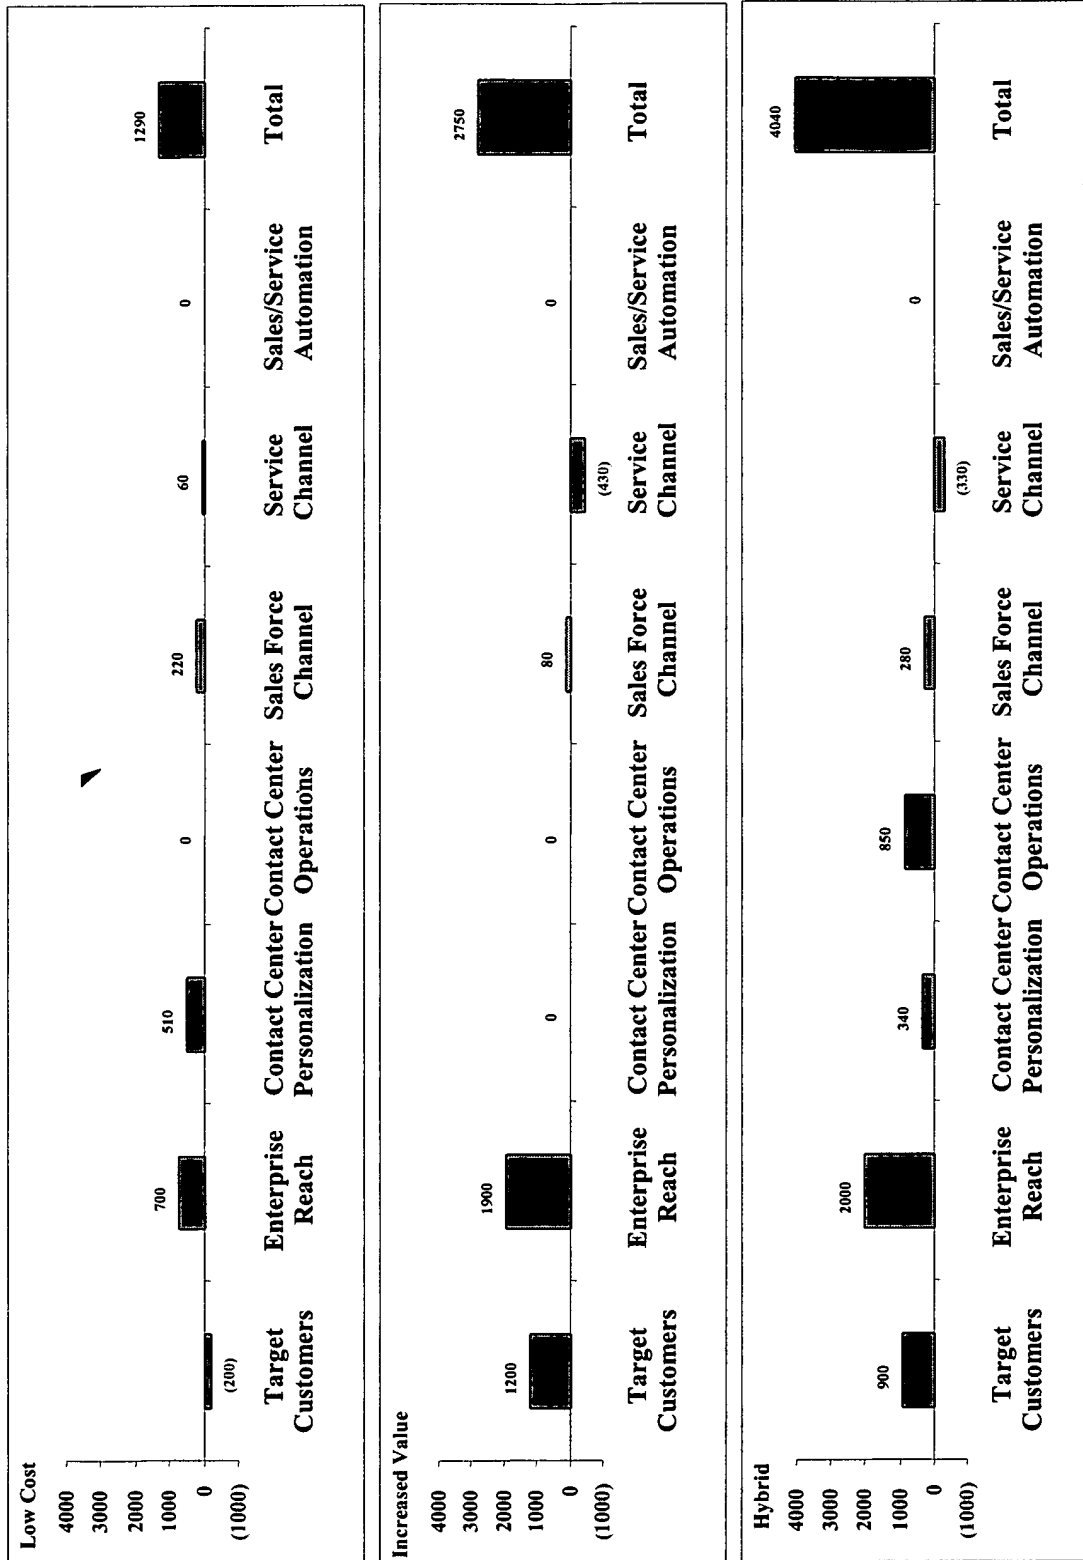 Low Cost
4000
3000
2000
1000
0
(1000)
(200)
700
510
0
220
60
0
1290
Target Customers
Enterprise Reach
Contact Center Personalization
Contact Center Operations
Sales Force Channel
Service Channel
Sales/Service Automation
Total
Increased Value
4000
3000
2000
1000
0
(1000)
1200
1900
0
0
80
(430)
0
2750
Target Customers
Enterprise Reach
Contact Center Personalization
Contact Center Operations
Sales Force Channel
Service Channel
Sales/Service Automation
Total
Hybrid
4000
3000
2000
1000
0
(1000)
900
2000
340
850
280
(330)
0
4040
Target Customers
Enterprise Reach
Contact Center Personalization
Contact Center Operations
Sales Force Channel
Service Channel
Sales/Service Automation
Total